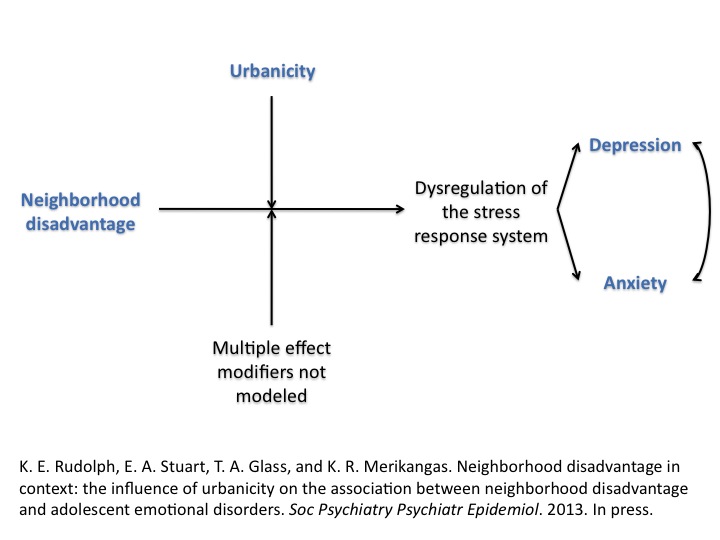 Urbanicity
Depression
Neighborhood
disadvantage
Dysregulation of
the stress
response system
Anxiety
Multiple effect
modifiers not
modeled
K. E. Rudolph, E. A. Stuart, T. A. Glass, and K. R. Merikangas. Neighborhood disadvantage in
context: the influence of urbanicity on the association between neighborhood disadvantage
and adolescent emotional disorders. Soc Psychiatry Psychiatr Epidemiol. 2013. In press.